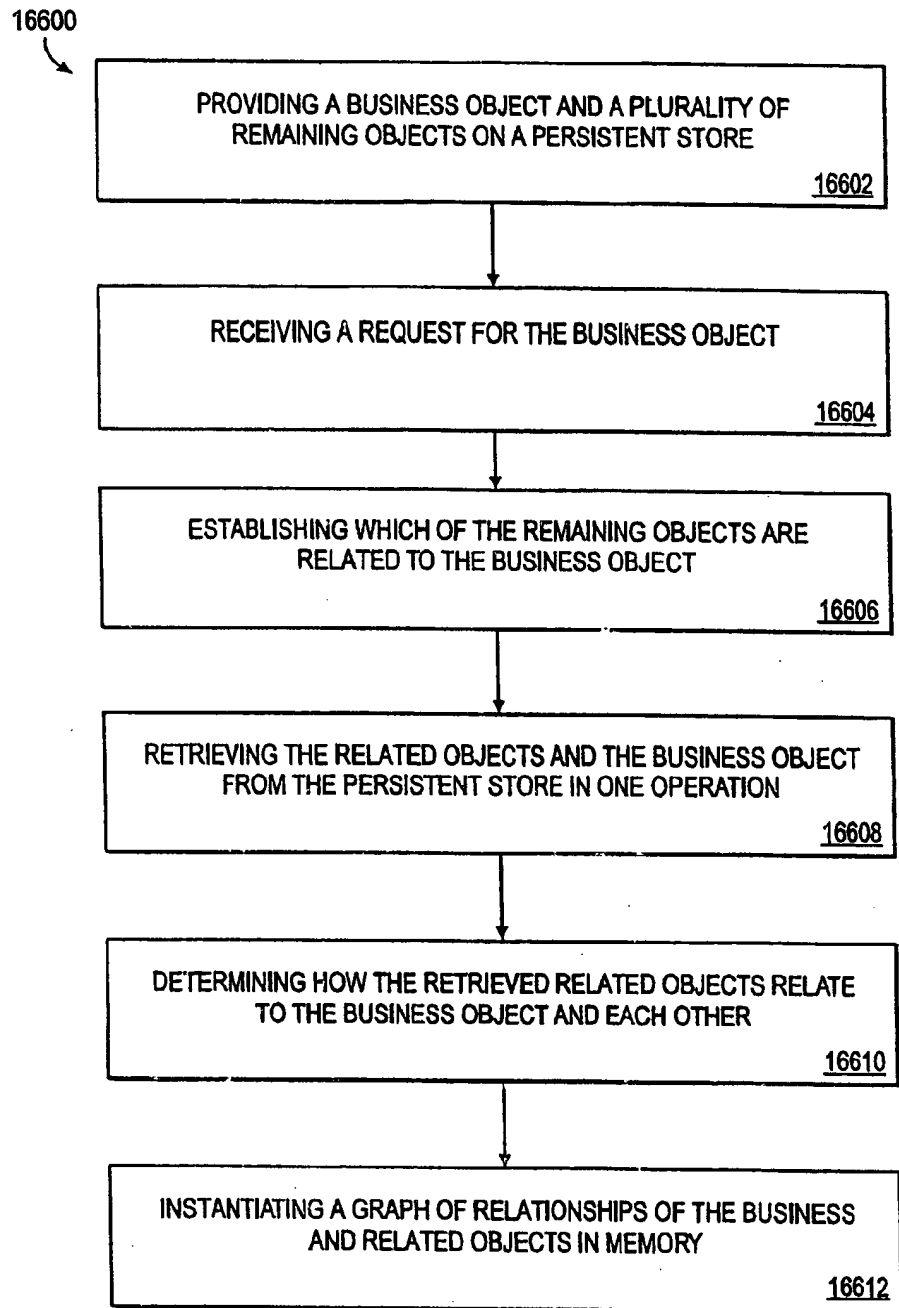 16600
PROVIDING A BUSINESS OBJECT AND A PLURALITY OF
REMAINING OBJECTS ON A PERSISTENT STORE
16602
RECEIVING A REQUEST FOR THE BUSINESS OBJECT
16604
ESTABLISHING WHICH OF THE REMAINING OBJECTS ARE
RELATED TO THE BUSINESS OBJECT
16606
RETRIEVING THE RELATED OBJECTS AND THE BUSINESS OBJECT
FROM THE PERSISTENT STORE IN ONE OPERATION
16608
DETERMINING HOW THE RETRIEVED RELATED OBJECTS RELATE
TO THE BUSINESS OBJECT AND EACH OTHER
16610
INSTANTIATING A GRAPH OF RELATIONSHIPS OF THE BUSINESS
AND RELATED OBJECTS IN MEMORY
16612